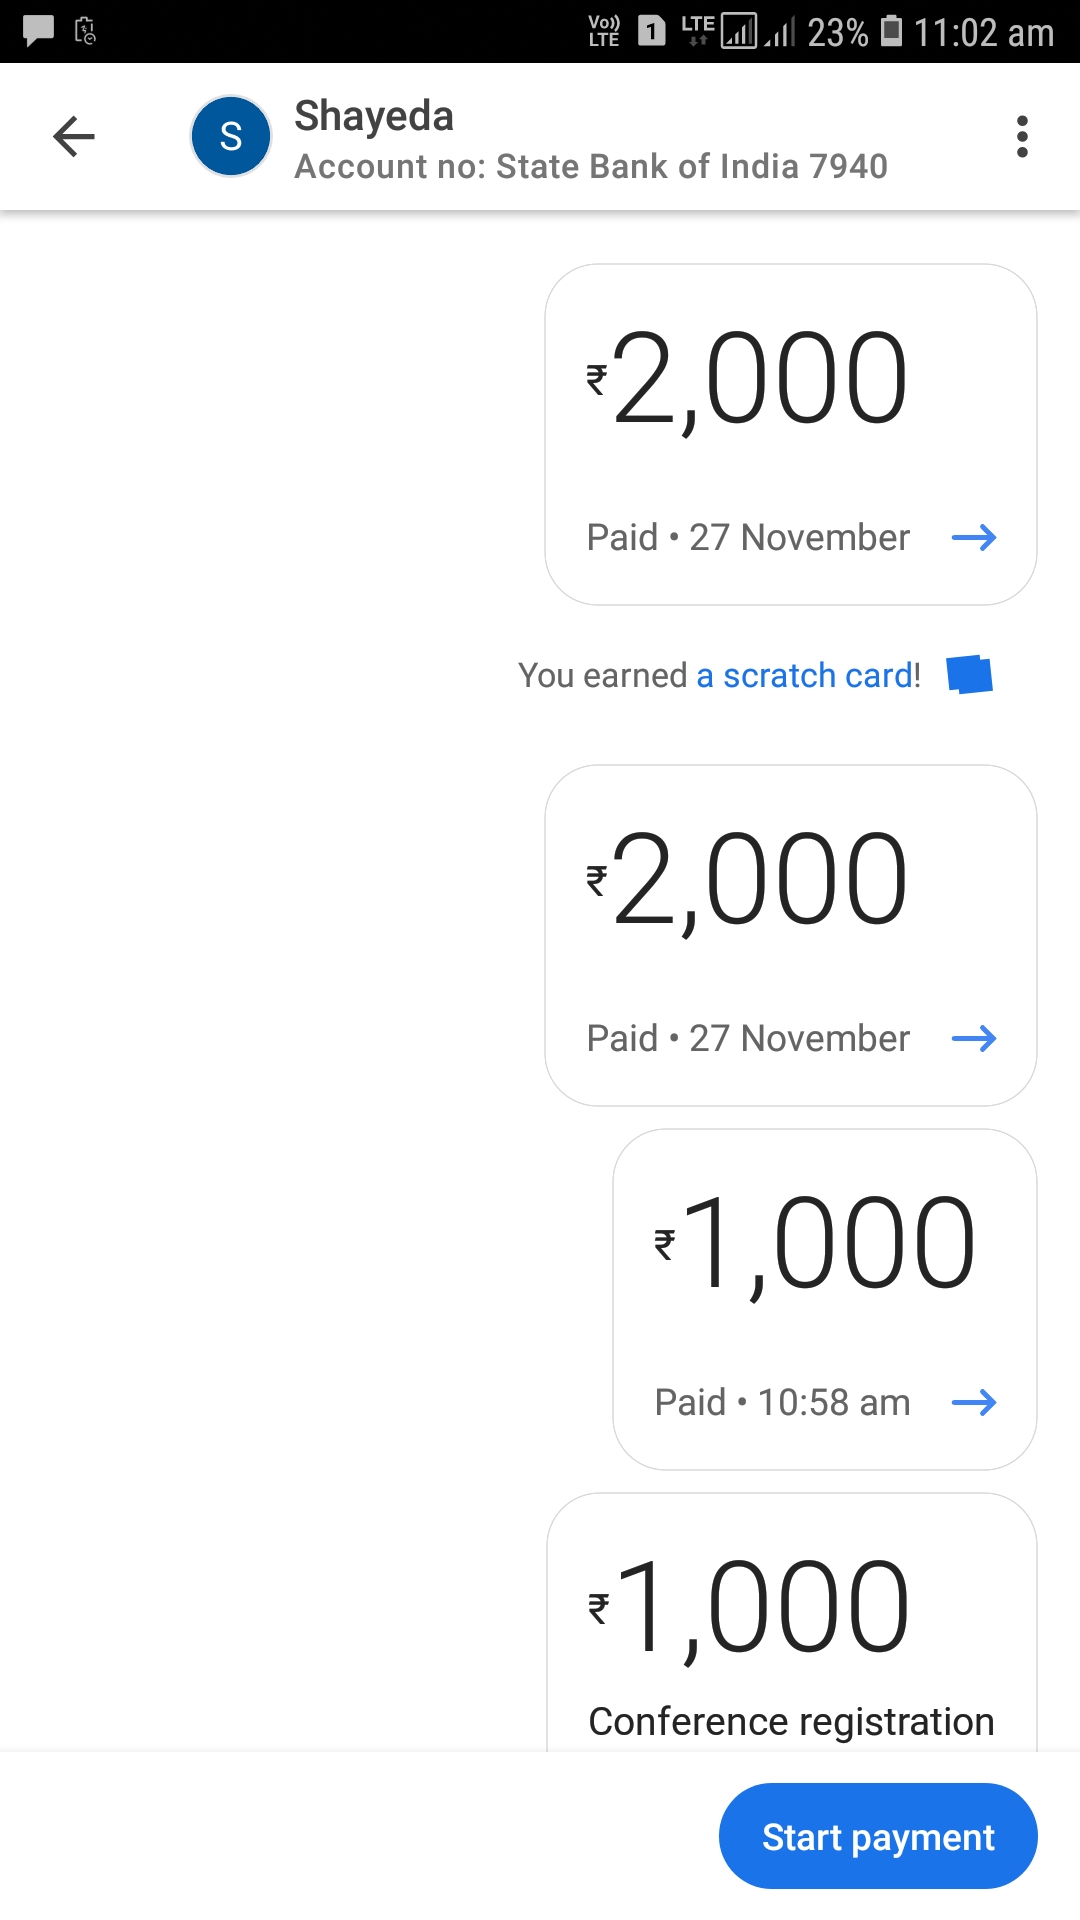 Vo)) LTE 1 LTE 23% 11:02 am
S
Shayeda
Account no: State Bank of India 7940
₹2,000
Paid • 27 November
You earned a scratch card!
₹2,000
Paid • 27 November
₹1,000
Paid • 10:58 am
₹1,000
Conference registration
Start payment